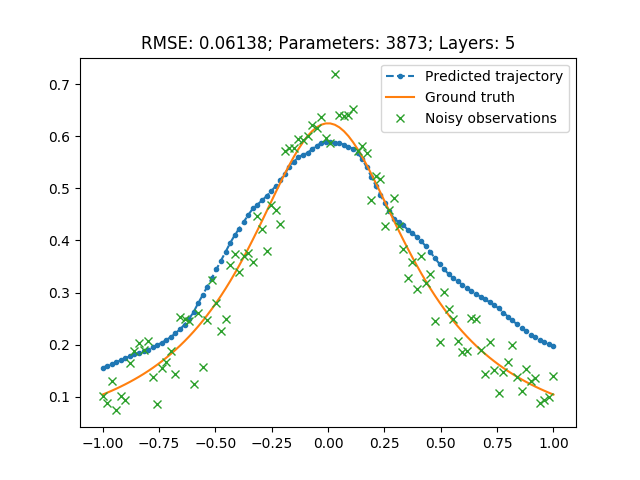 RMSE: 0.06138; Parameters: 3873; Layers: 5
Predicted trajectory
Ground truth
Noisy observations
0.7
0.6
0.5
0.4
0.3
0.2
0.1
−1.00 −0.75 −0.50 −0.25 0.00 0.25 0.50 0.75 1.00